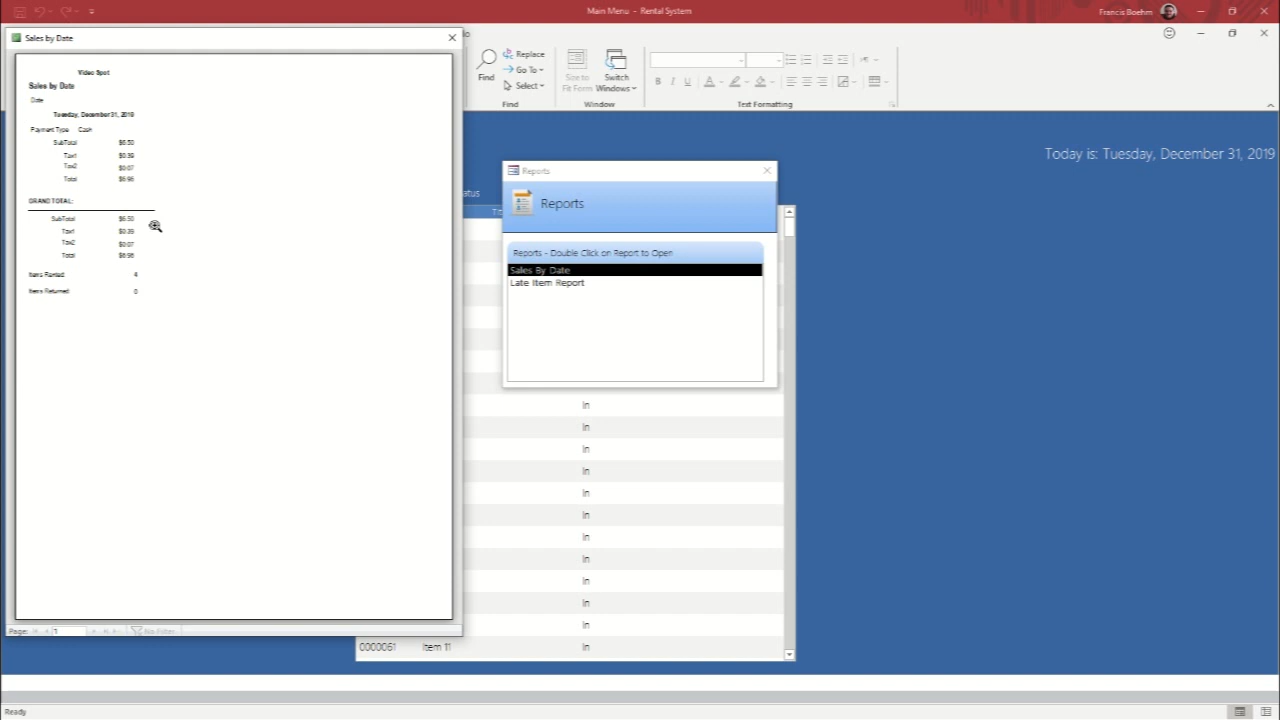 Main Menu - Rental System
Francis Boehm
Sales by Date
Video Spot
Sales by Date
Date
Tuesday, December 31, 2019
Payment Type Cash
SubTotal $6.50
Tax1 $0.39
Tax2 $0.07
Total $6.96
GRAND TOTAL:
SubTotal $6.50
Tax1 $0.39
Tax2 $0.07
Total $6.96
Items Rented 4
Items Returned 0
Page: 1 No Filter
Find
Replace
Go To
Select
Find
Size to
Fit Form
Switch
Windows
Window
B I U A
Text Formatting
Today is: Tuesday, December 31, 2019
Reports
Reports
Reports - Double Click on Report to Open
Sales By Date
Late Item Report
In
In
In
In
In
In
In
In
In
In
In
0000061 Item 11 In
Ready